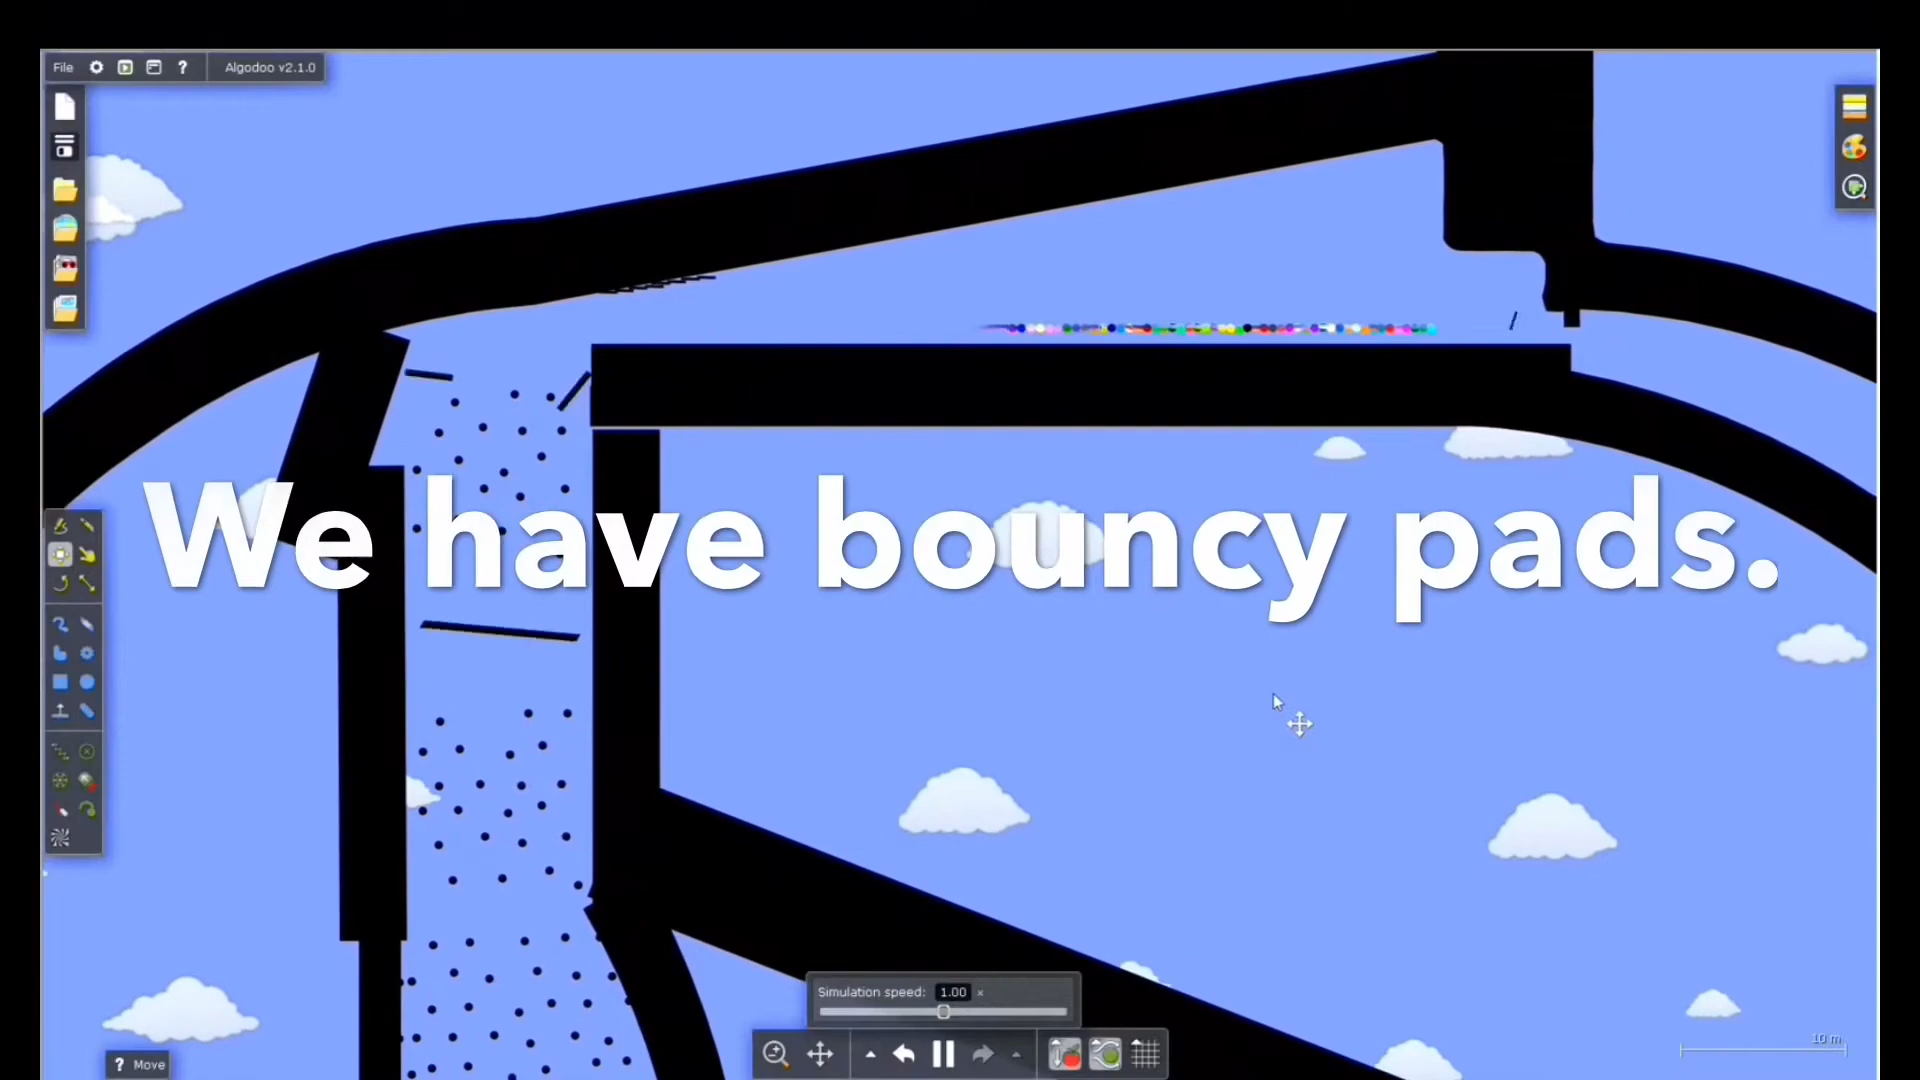 File ? Algodoo v2.1.0
We have bouncy pads.
Simulation speed: 1.00 ×
10 m
? Move